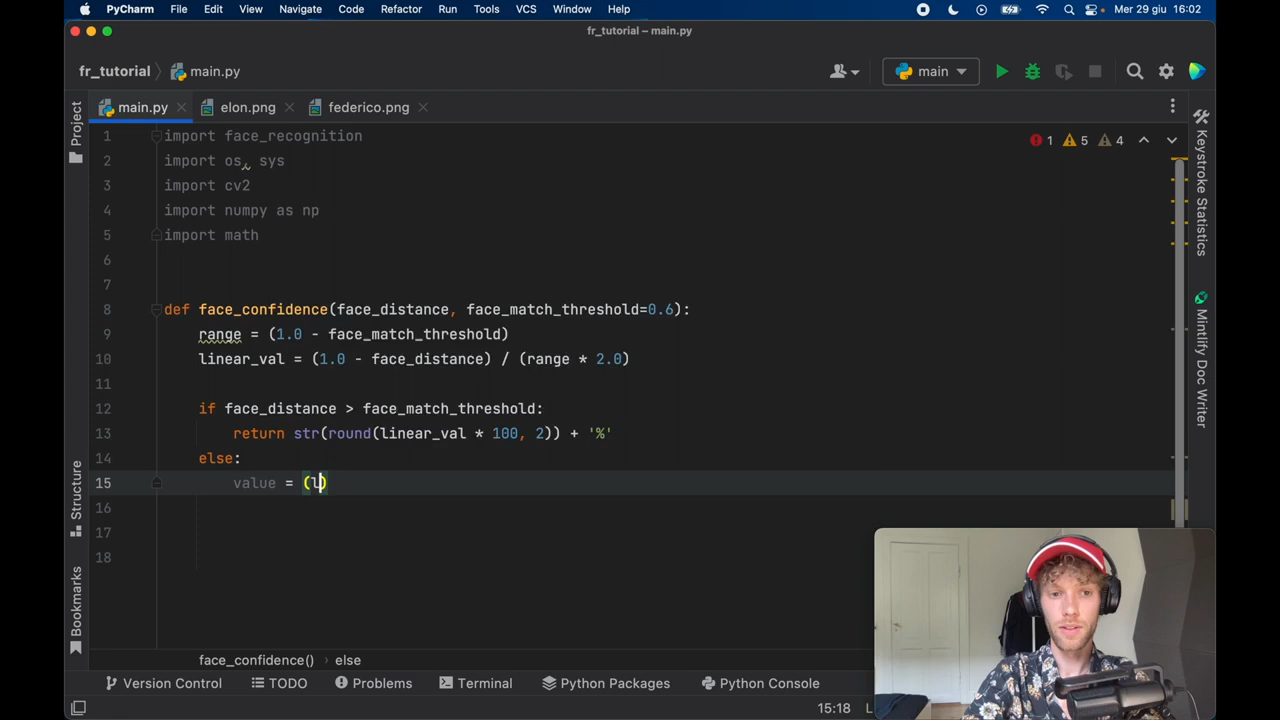 PyCharm File Edit View Navigate Code Refactor Run Tools VCS Window Help Mer 29 giu 16:02
fr_tutorial – main.py
fr_tutorial main.py main
main.py elon.png federico.png
1 import face_recognition
2 import os, sys
3 import cv2
4 import numpy as np
5 import math
6
7
8 def face_confidence(face_distance, face_match_threshold=0.6):
9 range = (1.0 - face_match_threshold)
10 linear_val = (1.0 - face_distance) / (range * 2.0)
11
12 if face_distance > face_match_threshold:
13 return str(round(linear_val * 100, 2)) + '%'
14 else:
15 value = (l)
16
17
18
1 5 4
Project
Structure
Bookmarks
Keystroke Statistics
Mintlify Doc Writer
face_confidence() else
Version Control TODO Problems Terminal Python Packages Python Console
15:18 L